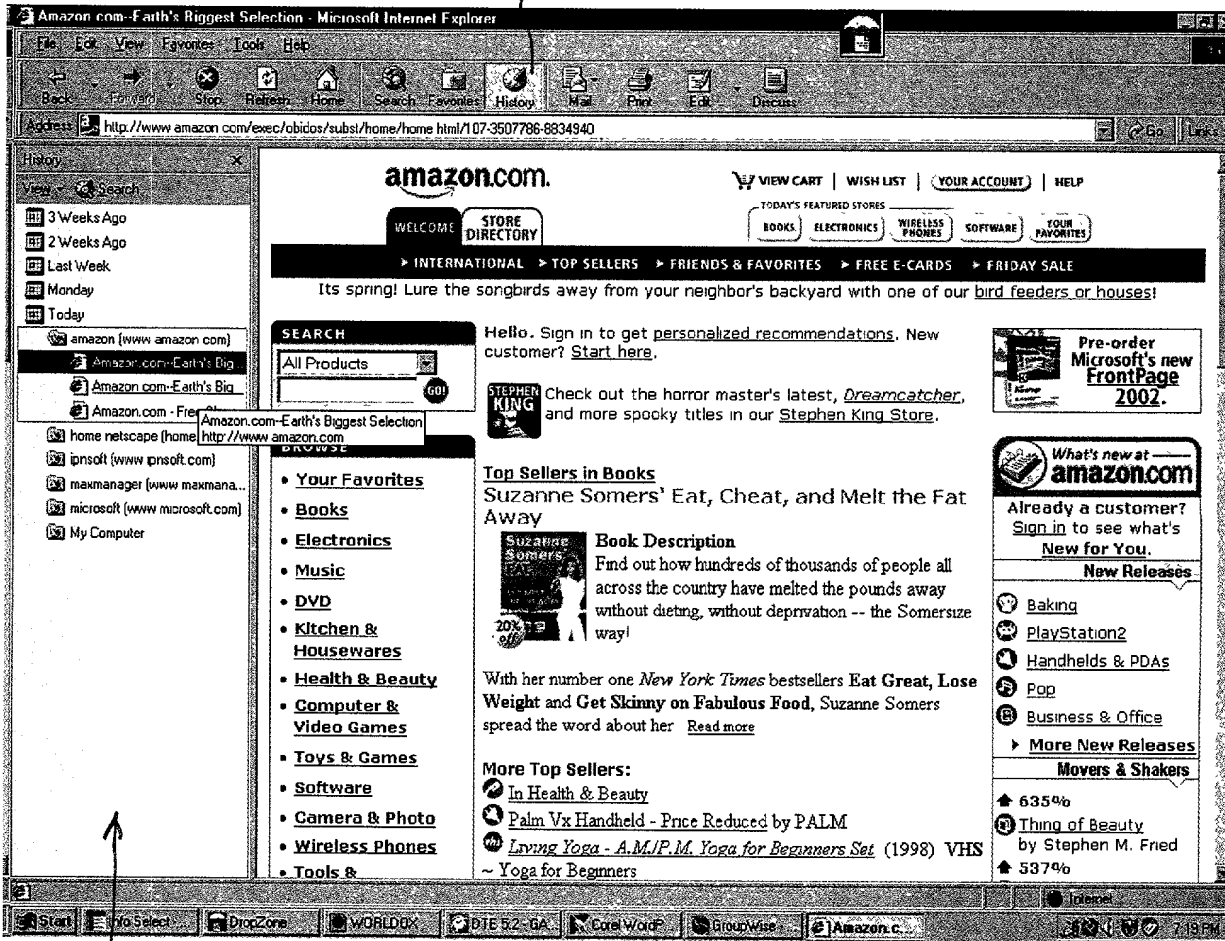 Amazon com--Earth's Biggest Selection - Microsoft Internet Explorer
File Edit View Favorites Tools Help
Back Forward Stop Refresh Home Search Favorites History Mail Print Edit Discuss
Address http://www amazon com/exec/obidos/subst/home/home html/107-3507786-8834940 Go Links
History
View Search
3 Weeks Ago
2 Weeks Ago
Last Week
Monday
Today
amazon (www amazon com)
Amazon.com--Earth's Big
Amazon com--Earth's Big
Amazon.com - Free
Amazon.com--Earth's Biggest Selection
http://www amazon.com
home netscape (home
ipnsoft (www ipnsoft.com)
maxmanager (www maxmana...
microsoft (www microsoft.com)
My Computer
amazon.com.
VIEW CART | WISH LIST | YOUR ACCOUNT | HELP
WELCOME
STORE DIRECTORY
TODAY'S FEATURED STORES
BOOKS ELECTRONICS WIRELESS PHONES SOFTWARE YOUR FAVORITES
INTERNATIONAL TOP SELLERS FRIENDS & FAVORITES FREE E-CARDS FRIDAY SALE
Its spring! Lure the songbirds away from your neighbor's backyard with one of our bird feeders or houses!
SEARCH
All Products
GO!
BROWSE
• Your Favorites
• Books
• Electronics
• Music
• DVD
• Kitchen &
Housewares
• Health & Beauty
• Computer &
Video Games
• Toys & Games
• Software
• Camera & Photo
• Wireless Phones
• Tools &
Hello. Sign in to get personalized recommendations. New
customer? Start here.
STEPHEN KING
Check out the horror master's latest, Dreamcatcher,
and more spooky titles in our Stephen King Store.
Top Sellers in Books
Suzanne Somers' Eat, Cheat, and Melt the Fat
Away
Suzanne
Somers'
EAT
20%
off
Book Description
Find out how hundreds of thousands of people all
across the country have melted the pounds away
without dieting, without deprivation -- the Somersize
way!
With her number one New York Times bestsellers Eat Great, Lose
Weight and Get Skinny on Fabulous Food, Suzanne Somers
spread the word about her Read more
More Top Sellers:
In Health & Beauty
Palm Vx Handheld - Price Reduced by PALM
Living Yoga - A.M./P.M. Yoga for Beginners Set (1998) VHS
~ Yoga for Beginners
Pre-order
Microsoft's new
FrontPage
2002.
What's new at
amazon.com
Already a customer?
Sign in to see what's
New for You.
New Releases
Baking
PlayStation2
Handhelds & PDAs
Pop
Business & Office
More New Releases
Movers & Shakers
635%
Thing of Beauty
by Stephen M. Fried
537%
Internet
Start Info Select DropZone WORLDOX DTE 5.2 - GA Corel WordP GroupWise Amazon.c... 7:19 PM